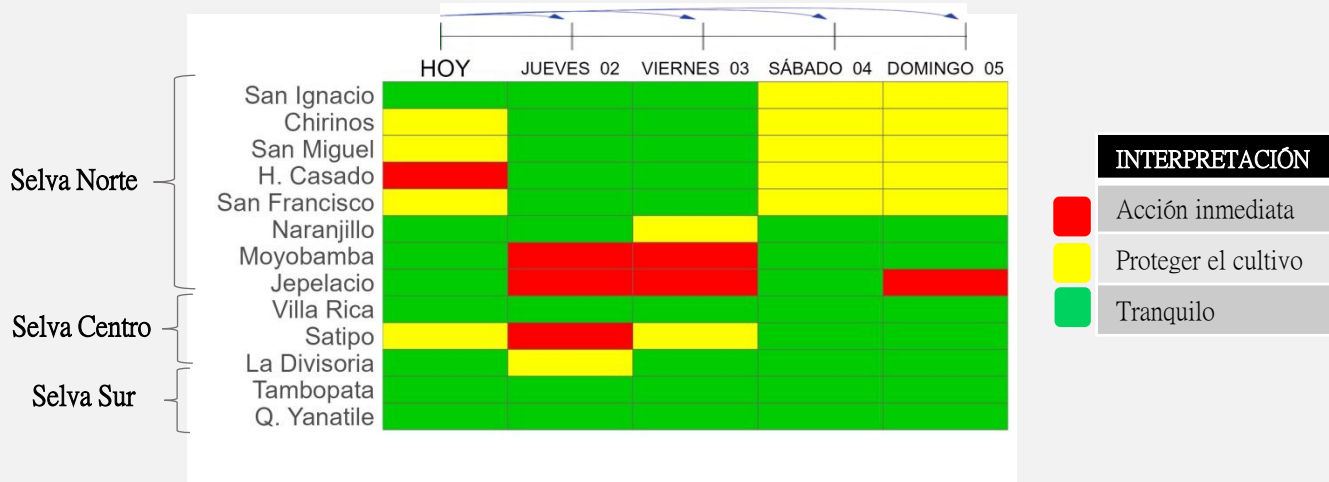 HOY JUEVES 02 VIERNES 03 SÁBADO 04 DOMINGO 05
San Ignacio
Chirinos
San Miguel
H. Casado
San Francisco
Naranjillo
Moyobamba
Jepelacio
Villa Rica
Satipo
La Divisoria
Tambopata
Q. Yanatile
Selva Norte
Selva Centro
Selva Sur
INTERPRETACIÓN
Acción inmediata
Proteger el cultivo
Tranquilo